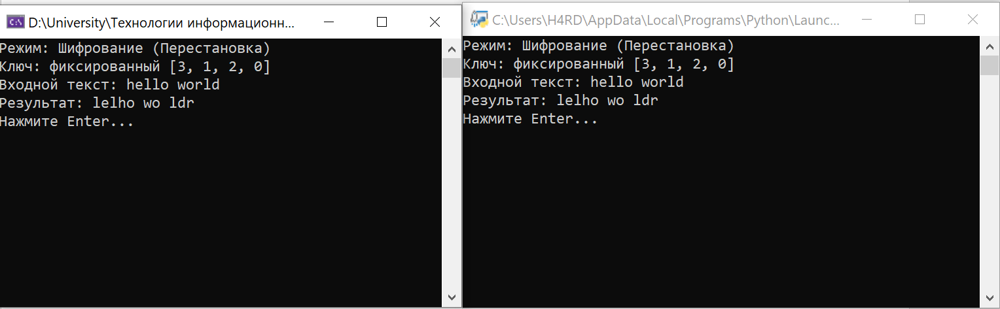 D:\University\Технологии информационн...
Режим: Шифрование (Перестановка)
Ключ: фиксированный [3, 1, 2, 0]
Входной текст: hello world
Результат: lelho wo ldr
Нажмите Enter...
C:\Users\H4RD\AppData\Local\Programs\Python\Launc...
Режим: Шифрование (Перестановка)
Ключ: фиксированный [3, 1, 2, 0]
Входной текст: hello world
Результат: lelho wo ldr
Нажмите Enter...